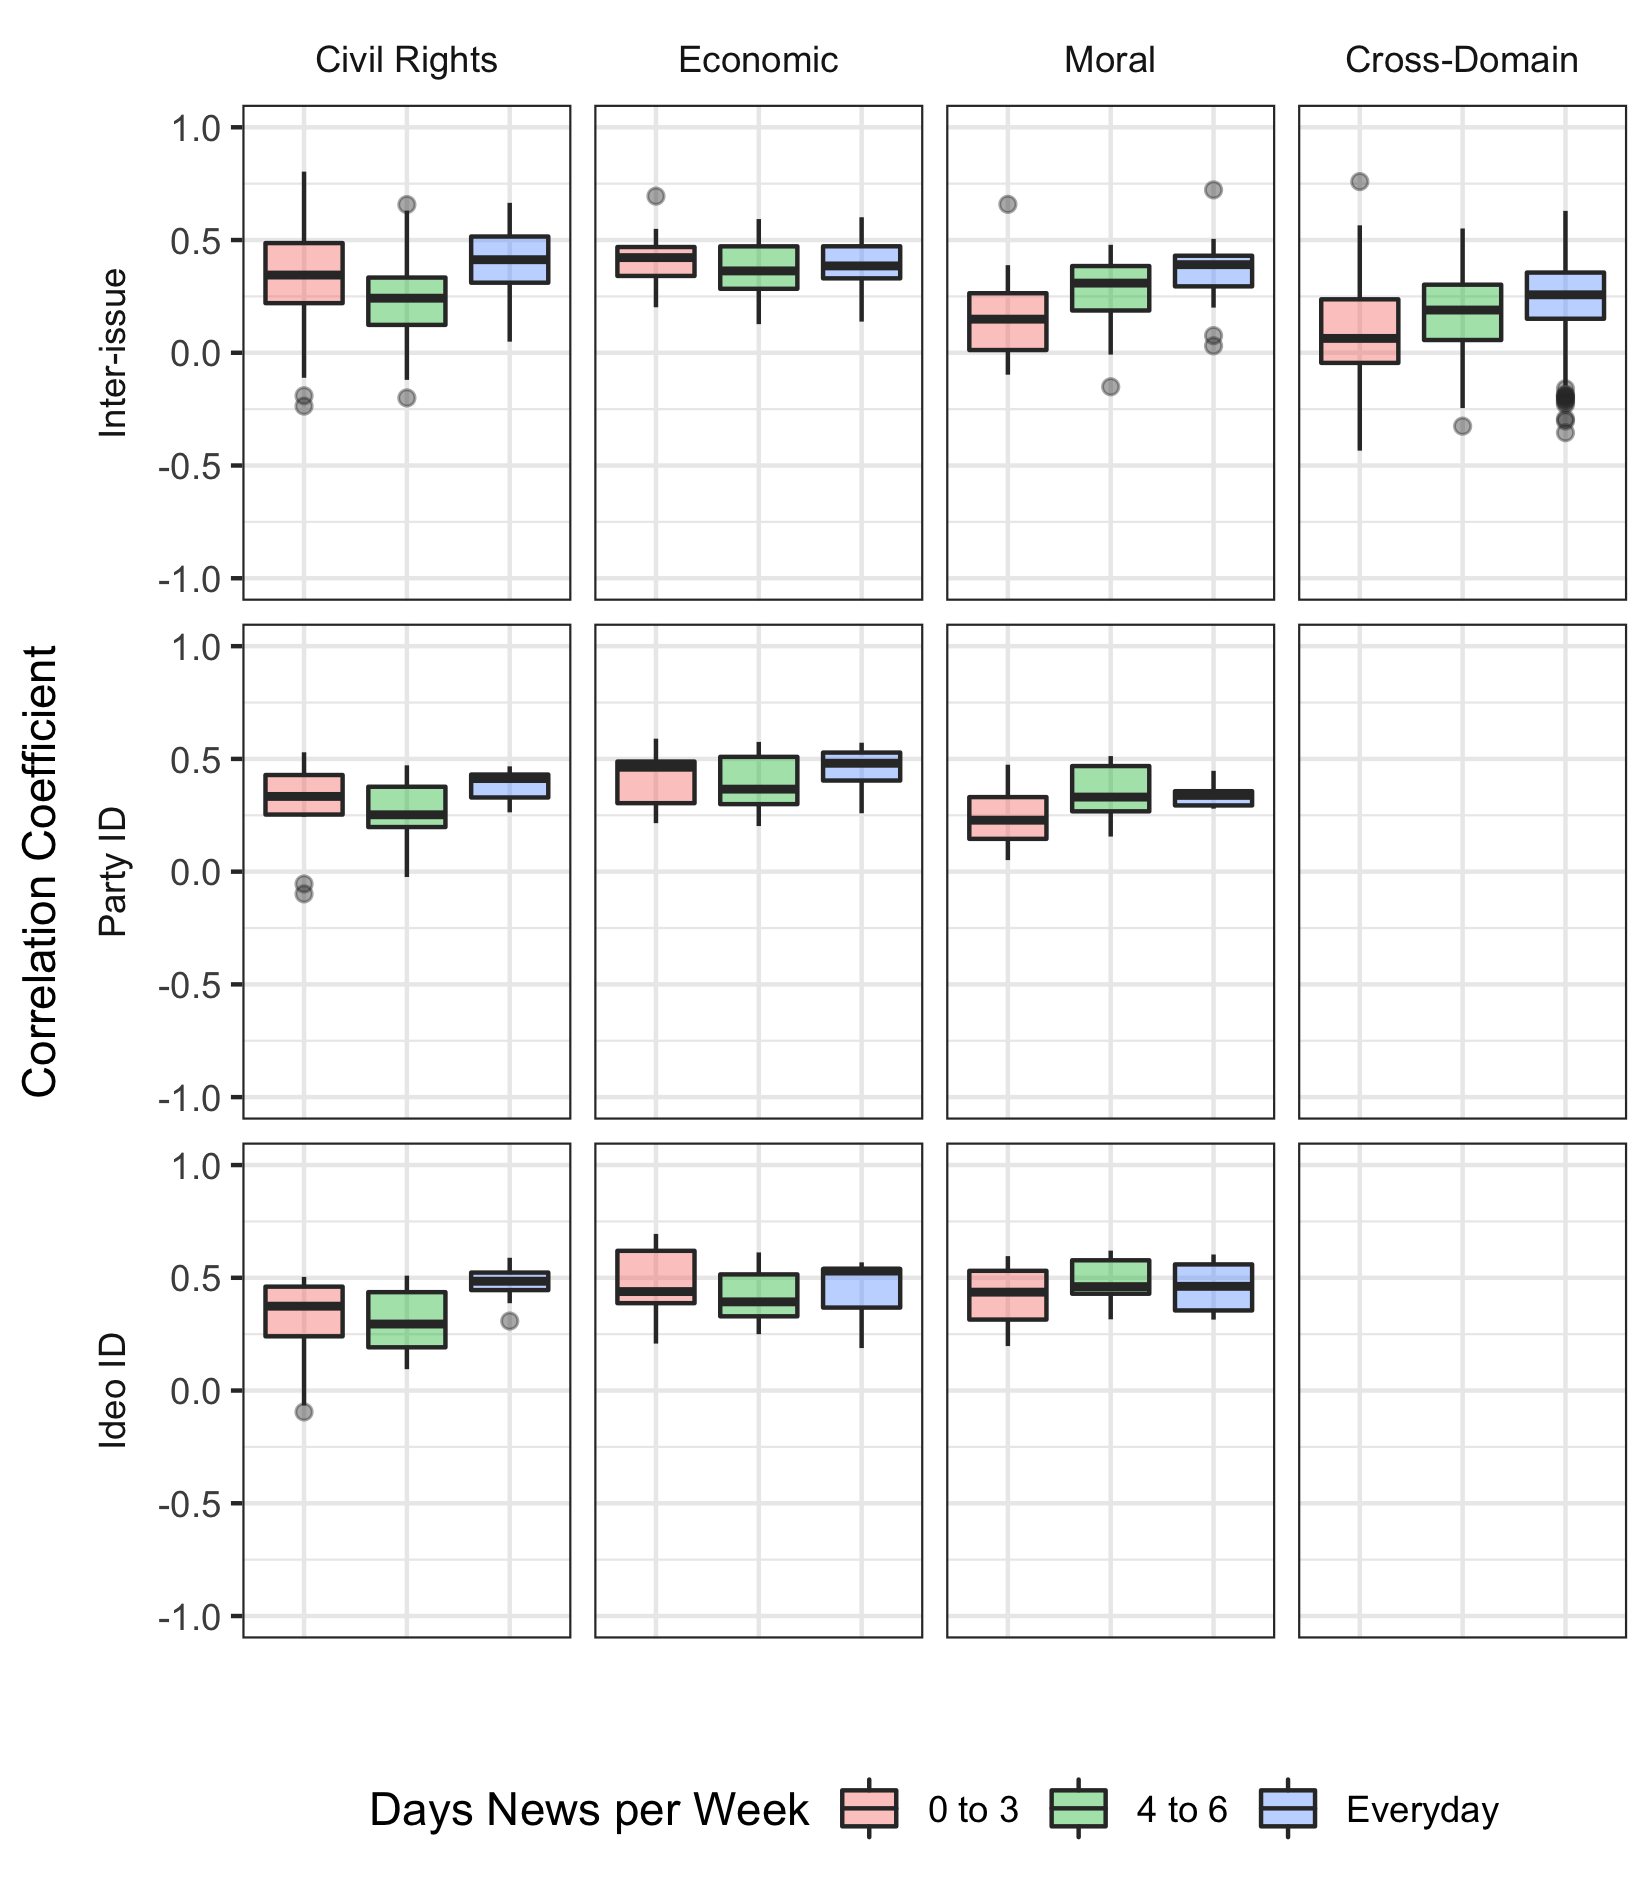 Civil Rights Economic Moral Cross-Domain
Correlation Coefficient
Inter-issue
1.0
0.5
0.0
-0.5
-1.0
Party ID
1.0
0.5
0.0
-0.5
-1.0
Ideo ID
1.0
0.5
0.0
-0.5
-1.0
Days News per Week 0 to 3 4 to 6 Everyday